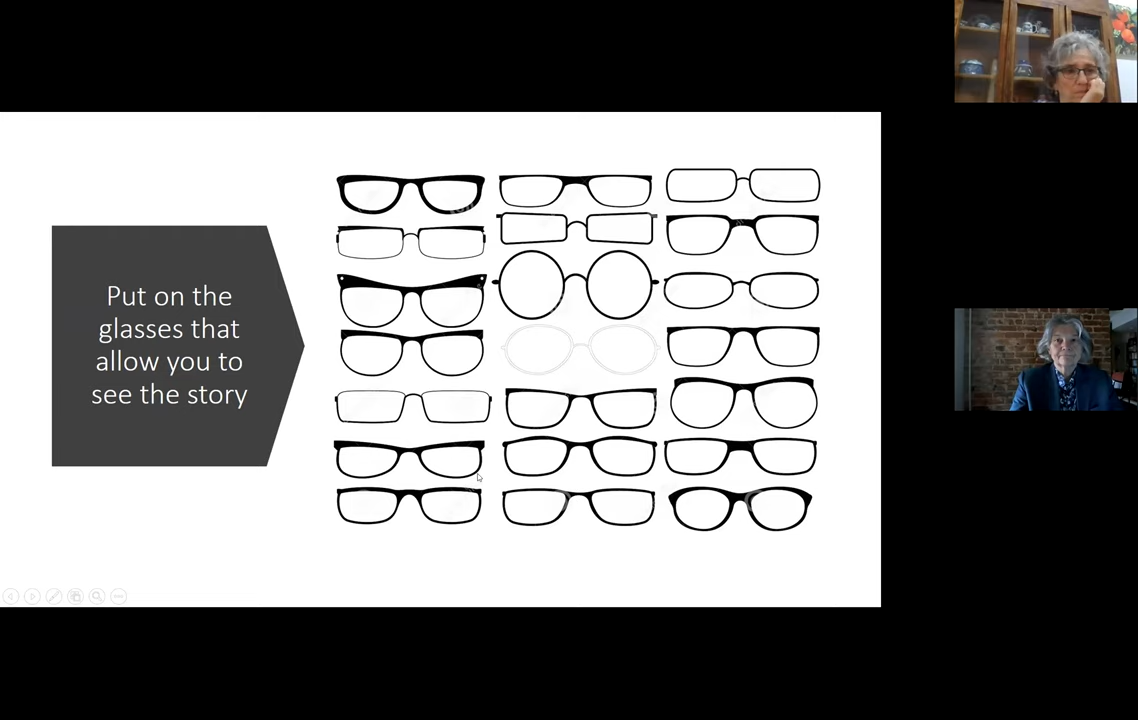 Put on the
glasses that
allow you to
see the story